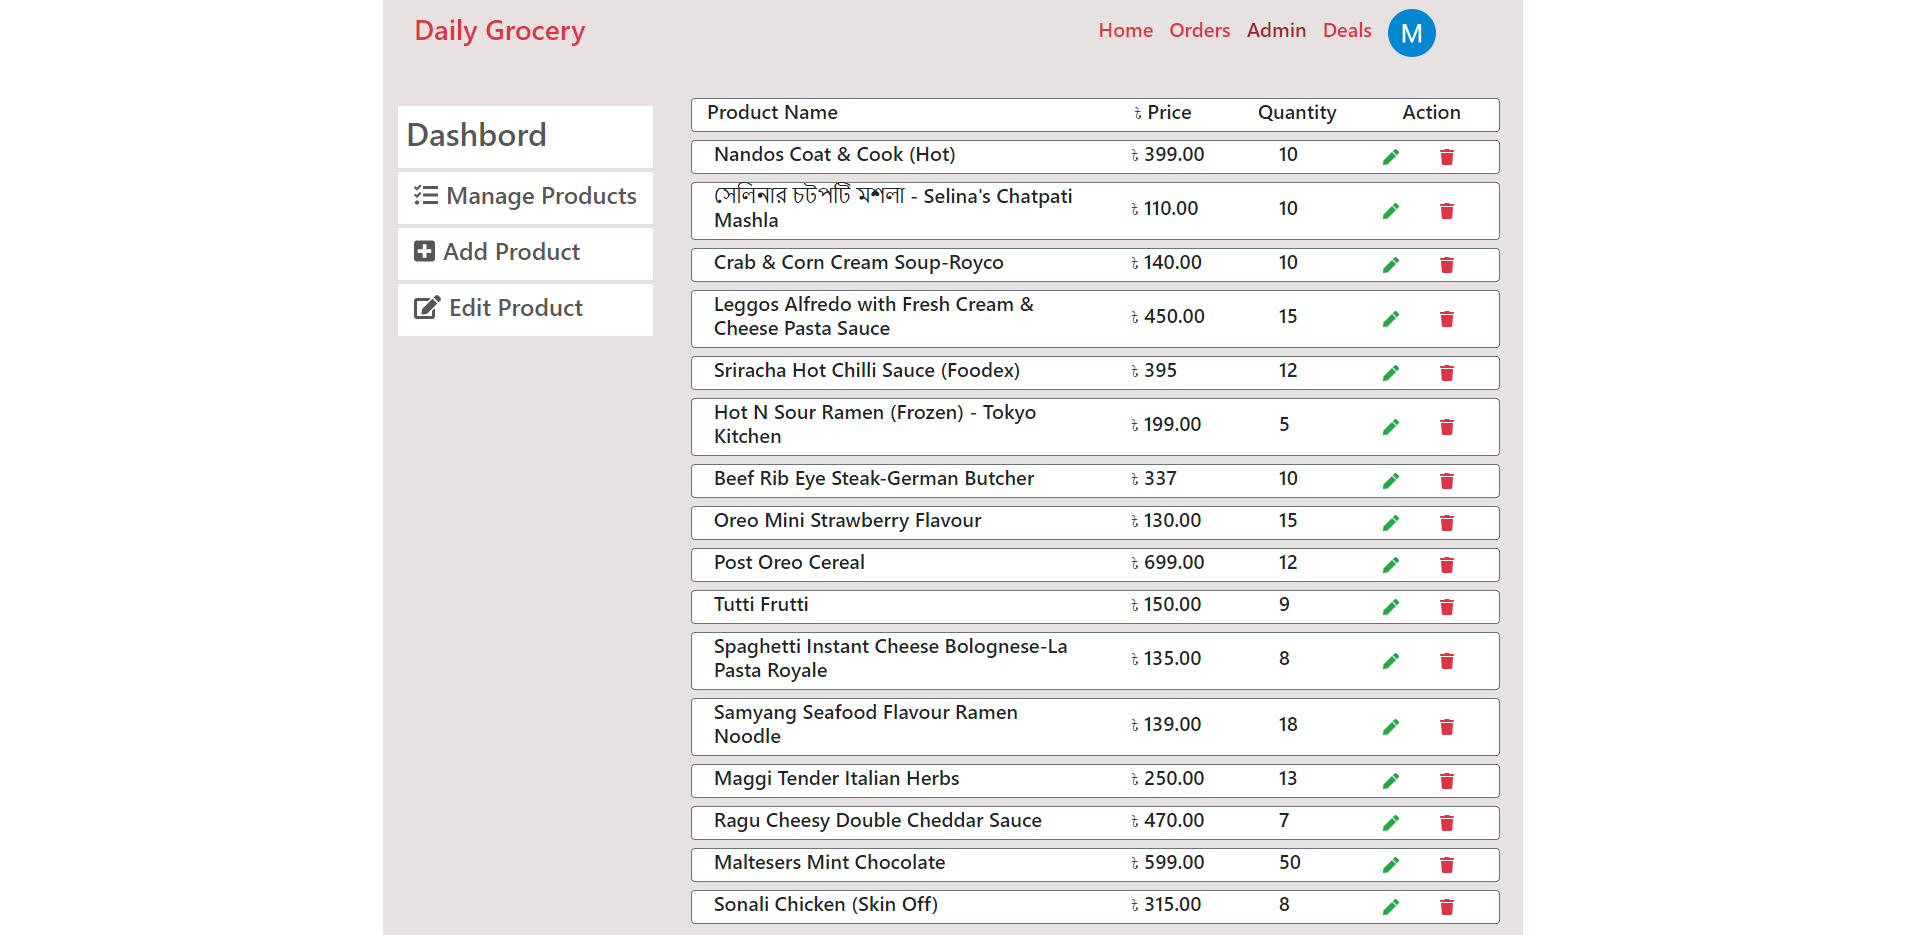 Daily Grocery
Home Orders Admin Deals M
Dashbord
Manage Products
Add Product
Edit Product
Product Name ৳ Price Quantity Action
Nandos Coat & Cook (Hot) ৳ 399.00 10
সেলিনার চটপটি মশলা - Selina's Chatpati
Mashla ৳ 110.00 10
Crab & Corn Cream Soup-Royco ৳ 140.00 10
Leggos Alfredo with Fresh Cream &
Cheese Pasta Sauce ৳ 450.00 15
Sriracha Hot Chilli Sauce (Foodex) ৳ 395 12
Hot N Sour Ramen (Frozen) - Tokyo
Kitchen ৳ 199.00 5
Beef Rib Eye Steak-German Butcher ৳ 337 10
Oreo Mini Strawberry Flavour ৳ 130.00 15
Post Oreo Cereal ৳ 699.00 12
Tutti Frutti ৳ 150.00 9
Spaghetti Instant Cheese Bolognese-La
Pasta Royale ৳ 135.00 8
Samyang Seafood Flavour Ramen
Noodle ৳ 139.00 18
Maggi Tender Italian Herbs ৳ 250.00 13
Ragu Cheesy Double Cheddar Sauce ৳ 470.00 7
Maltesers Mint Chocolate ৳ 599.00 50
Sonali Chicken (Skin Off) ৳ 315.00 8